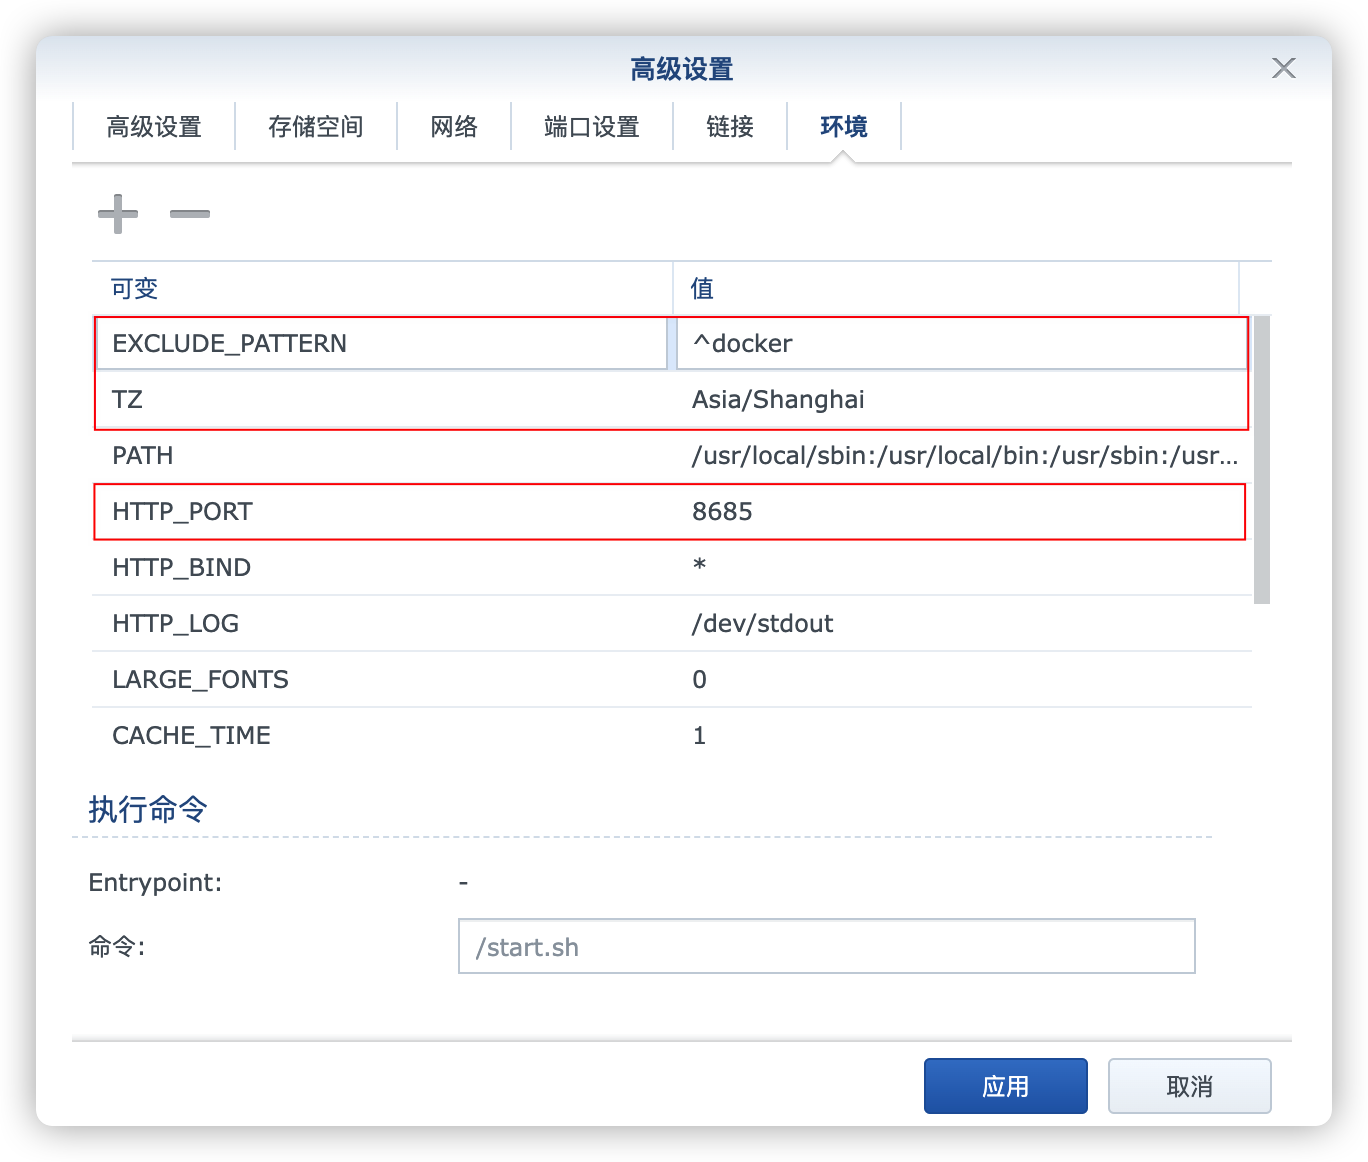 高级设置
高级设置 存储空间 网络 端口设置 链接 环境
可变 值
EXCLUDE_PATTERN ^docker
TZ Asia/Shanghai
PATH /usr/local/sbin:/usr/local/bin:/usr/sbin:/usr...
HTTP_PORT 8685
HTTP_BIND *
HTTP_LOG /dev/stdout
LARGE_FONTS 0
CACHE_TIME 1
执行命令
Entrypoint: -
命令: /start.sh
应用 取消